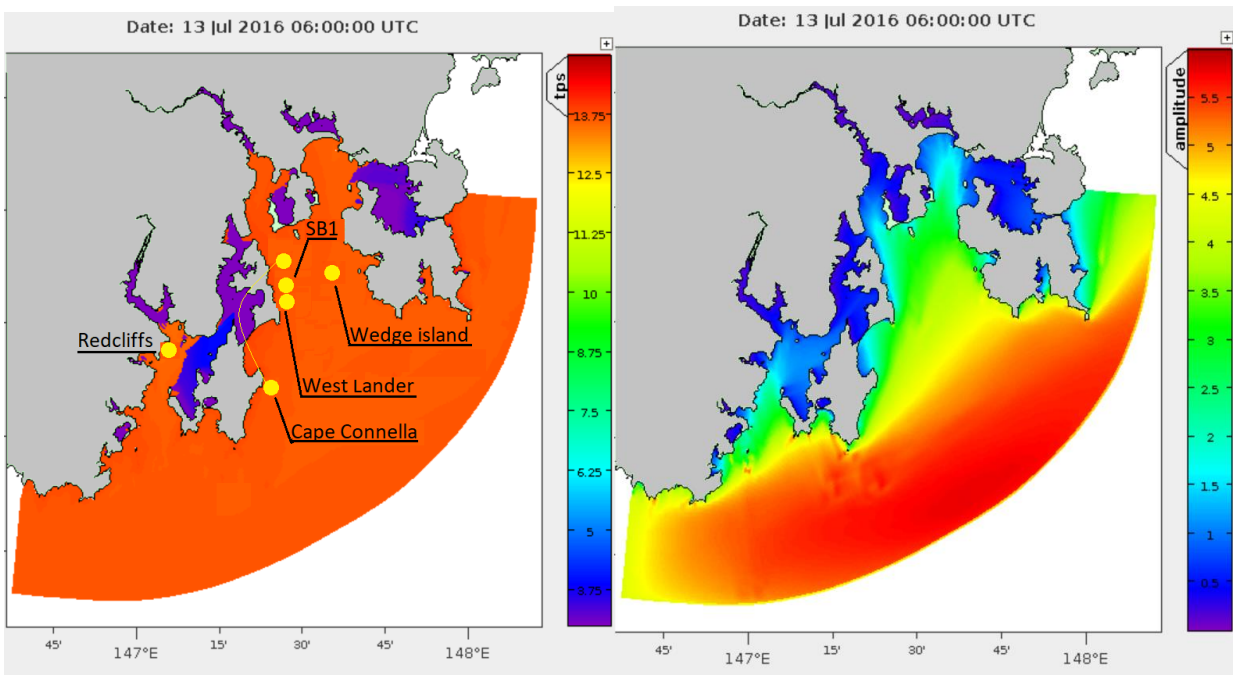 Date: 13 Jul 2016 06:00:00 UTC
+
tps
13.75
12.5
11.25
10
8.75
7.5
6.25
5
3.75
SB1
Redcliffs
Wedge island
West Lander
Cape Connella
45'
147°E
15'
30'
148°E
Date: 13 Jul 2016 06:00:00 UTC
+
amplitude
5.5
5
4.5
4
3.5
3
2.5
2
1.5
1
0.5
45'
147°E
15'
30'
148°E